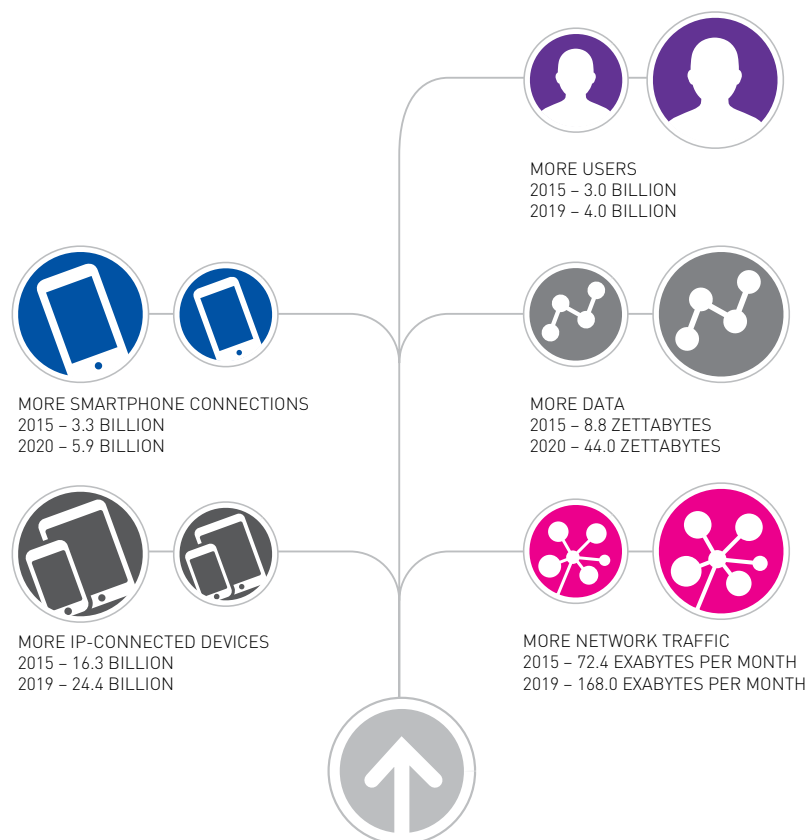 MORE USERS
2015 – 3.0 BILLION
2019 – 4.0 BILLION
MORE SMARTPHONE CONNECTIONS
2015 – 3.3 BILLION
2020 – 5.9 BILLION
MORE DATA
2015 – 8.8 ZETTABYTES
2020 – 44.0 ZETTABYTES
MORE IP-CONNECTED DEVICES
2015 – 16.3 BILLION
2019 – 24.4 BILLION
MORE NETWORK TRAFFIC
2015 – 72.4 EXABYTES PER MONTH
2019 – 168.0 EXABYTES PER MONTH